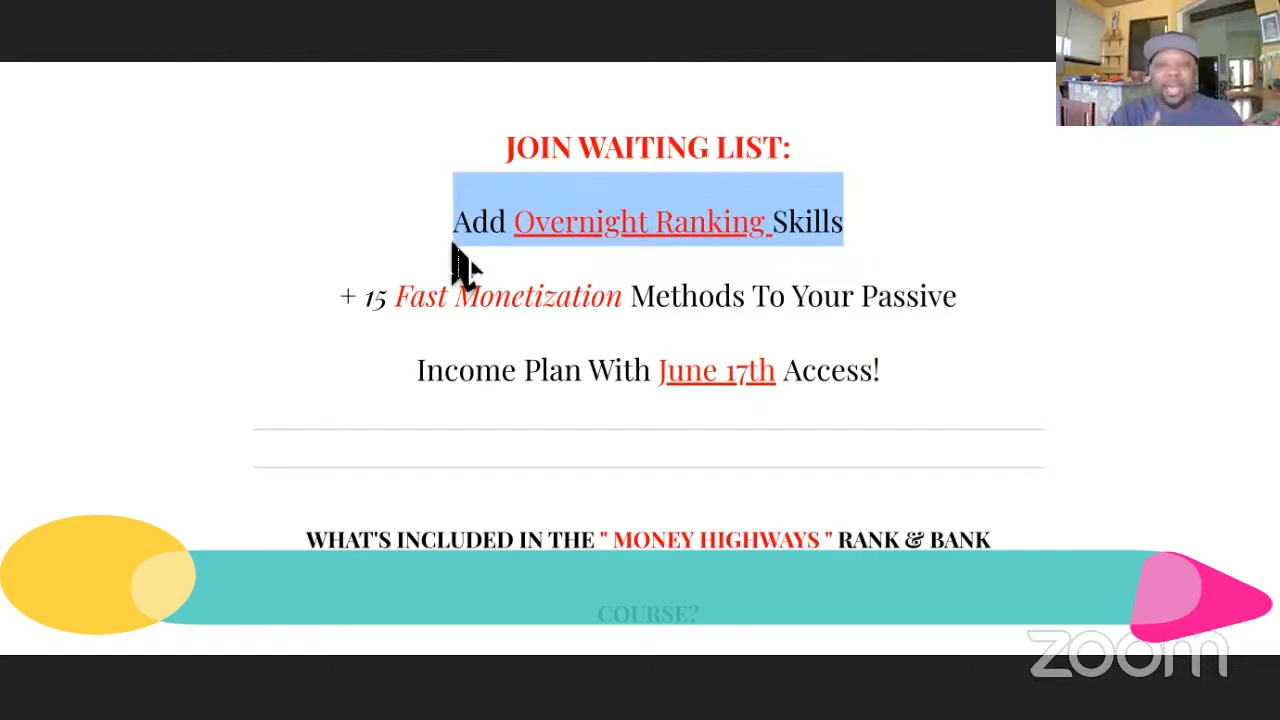 JOIN WAITING LIST:
Add Overnight Ranking Skills
+ 15 Fast Monetization Methods To Your Passive
Income Plan With June 17th Access!
WHAT'S INCLUDED IN THE " MONEY HIGHWAYS " RANK & BANK
COURSE?
zoom